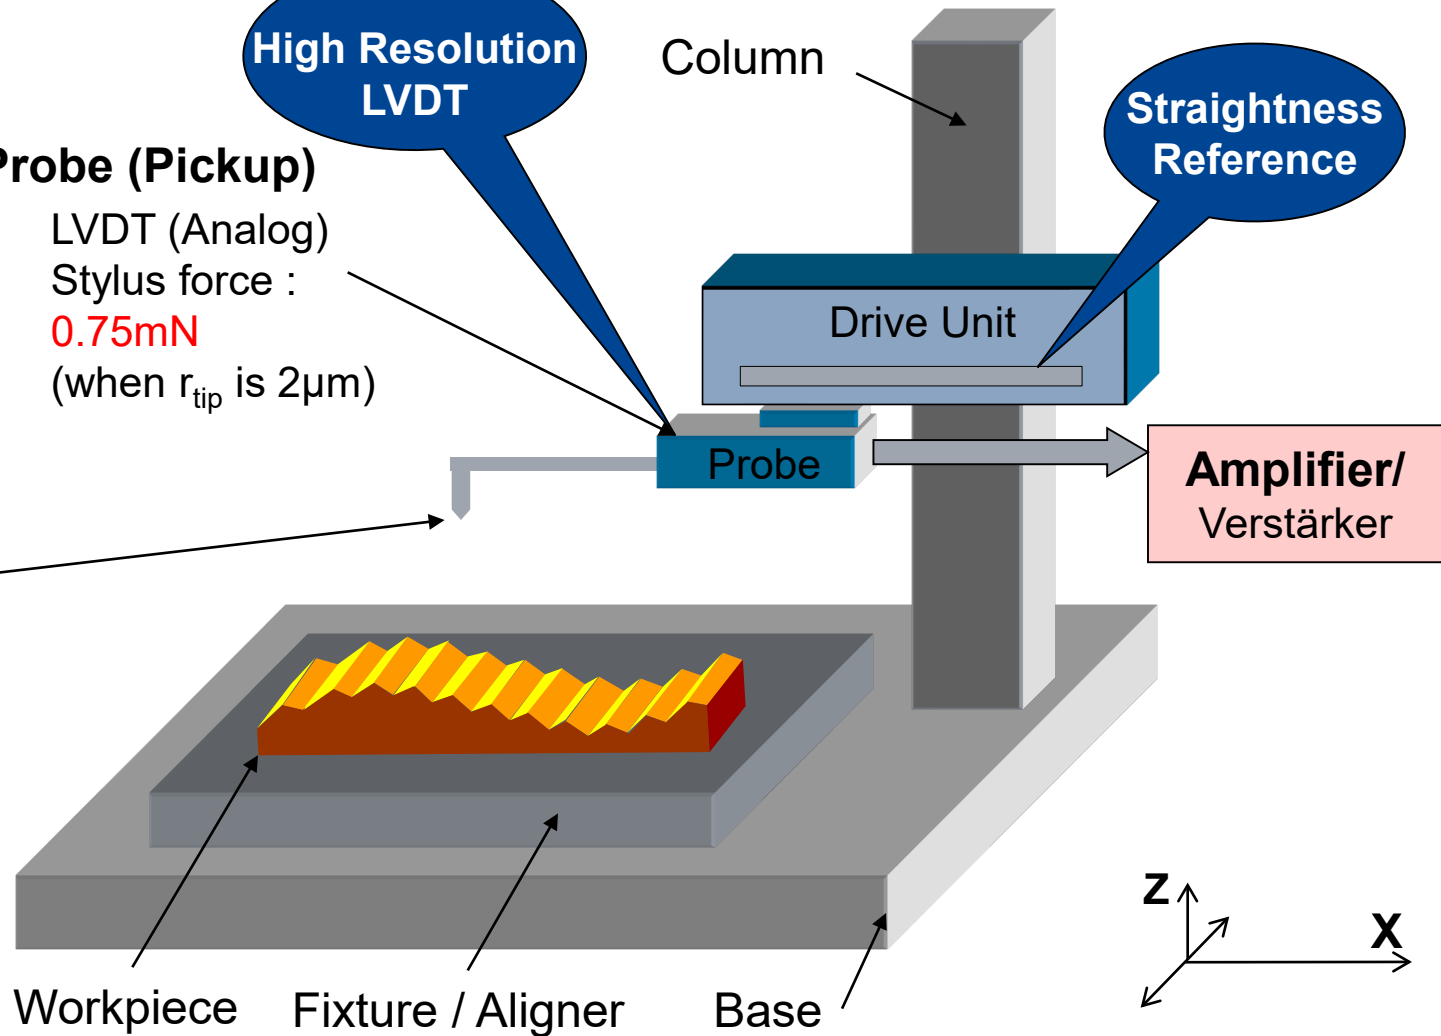 High Resolution
LVDT
Column
Straightness
Reference
Probe (Pickup)
LVDT (Analog)
Stylus force :
0.75mN
(when rtip is 2µm)
Drive Unit
Probe
Amplifier/
Verstärker
Workpiece
Fixture / Aligner
Base
Z
X